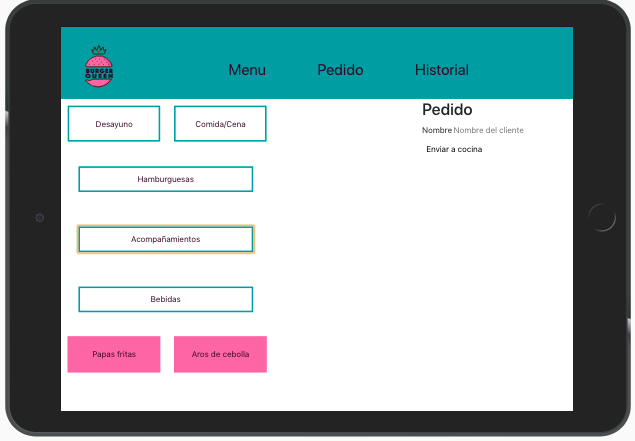 BURGER
QUEEN
Menu
Pedido
Historial
Desayuno
Comida/Cena
Hamburguesas
Acompañamientos
Bebidas
Papas fritas
Aros de cebolla
Pedido
Nombre Nombre del cliente
Enviar a cocina